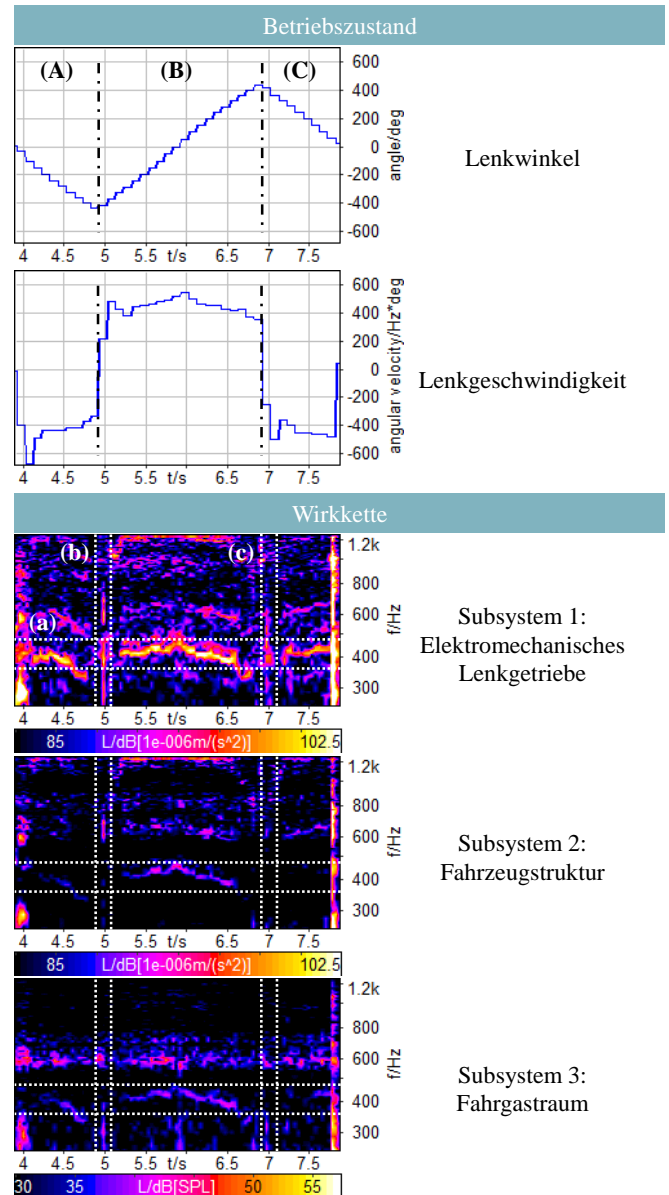 Betriebszustand
(A) (B) (C)
600
400
200
0
-200
-400
-600
angle/deg
4 4.5 5 5.5 t/s 6.5 7 7.5
Lenkwinkel
600
400
200
0
-200
-400
-600
angular velocity/Hz*deg
4 4.5 5 5.5 t/s 6.5 7 7.5
Lenkgeschwindigkeit
Wirkkette
(b) (c)
(a)
1.2k
800
600
400
300
f/Hz
4 4.5 5 5.5 t/s 6.5 7 7.5
85 L/dB[1e-006m/(s^2)] 102.5
Subsystem 1:
Elektromechanisches
Lenkgetriebe
1.2k
800
600
400
300
f/Hz
4 4.5 5 5.5 t/s 6.5 7 7.5
85 L/dB[1e-006m/(s^2)] 102.5
Subsystem 2:
Fahrzeugstruktur
1.2k
800
600
400
300
f/Hz
4 4.5 5 5.5 t/s 6.5 7 7.5
30 35 L/dB[SPL] 50 55
Subsystem 3:
Fahrgastraum